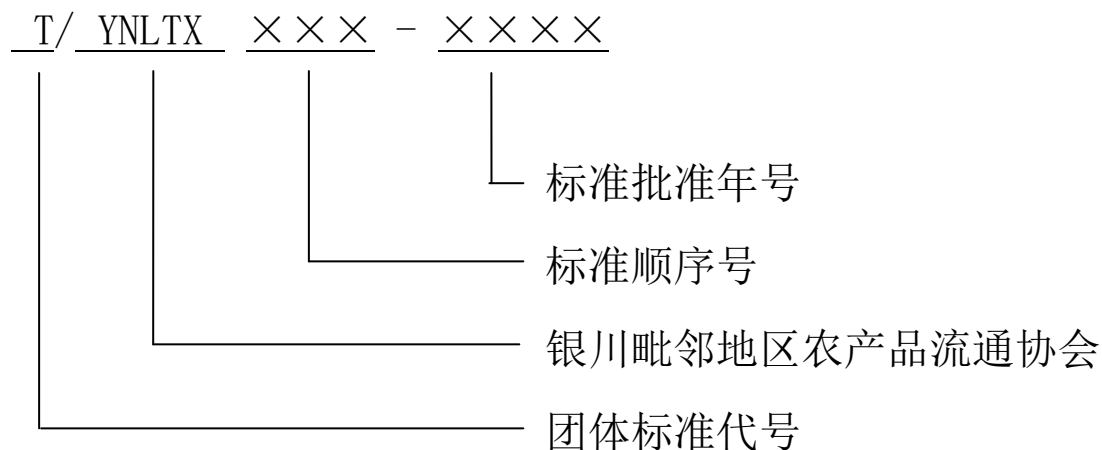 T/ YNLTX ××× - ××××
标准批准年号
标准顺序号
银川毗邻地区农产品流通协会
团体标准代号